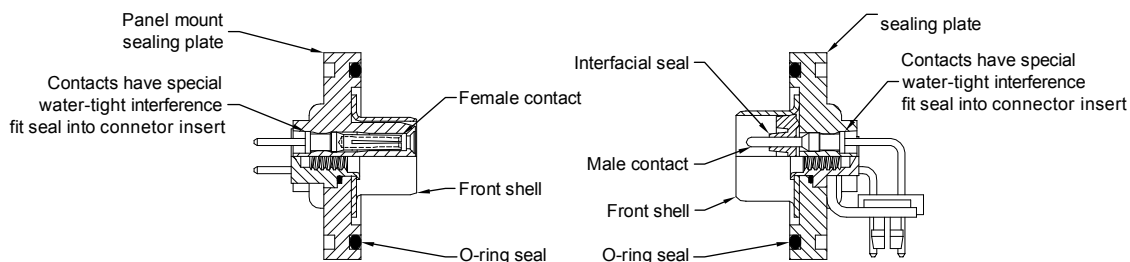 Panel mount
sealing plate
Contacts have special
water-tight interference
fit seal into connetor insert
Female contact
Front shell
O-ring seal
sealing plate
Interfacial seal
Contacts have special
water-tight interference
fit seal into connector insert
Male contact
Front shell
O-ring seal